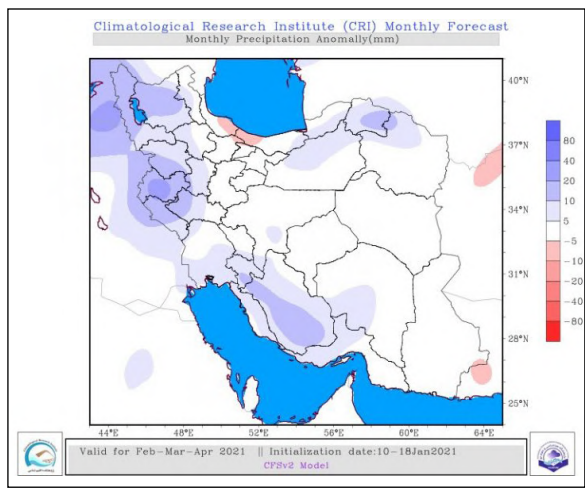 Climatological Research Institute (CRI) Monthly Forecast
Monthly Precipitation Anomally(mm)
40°N
37°N
34°N
31°N
28°N
25°N
44°E 48°E 52°E 56°E 60°E 64°E
80
40
20
10
5
-5
-10
-20
-40
-80
Valid for Feb-Mar-Apr 2021 || Initialization date:10-18Jan2021
CFSv2 Model